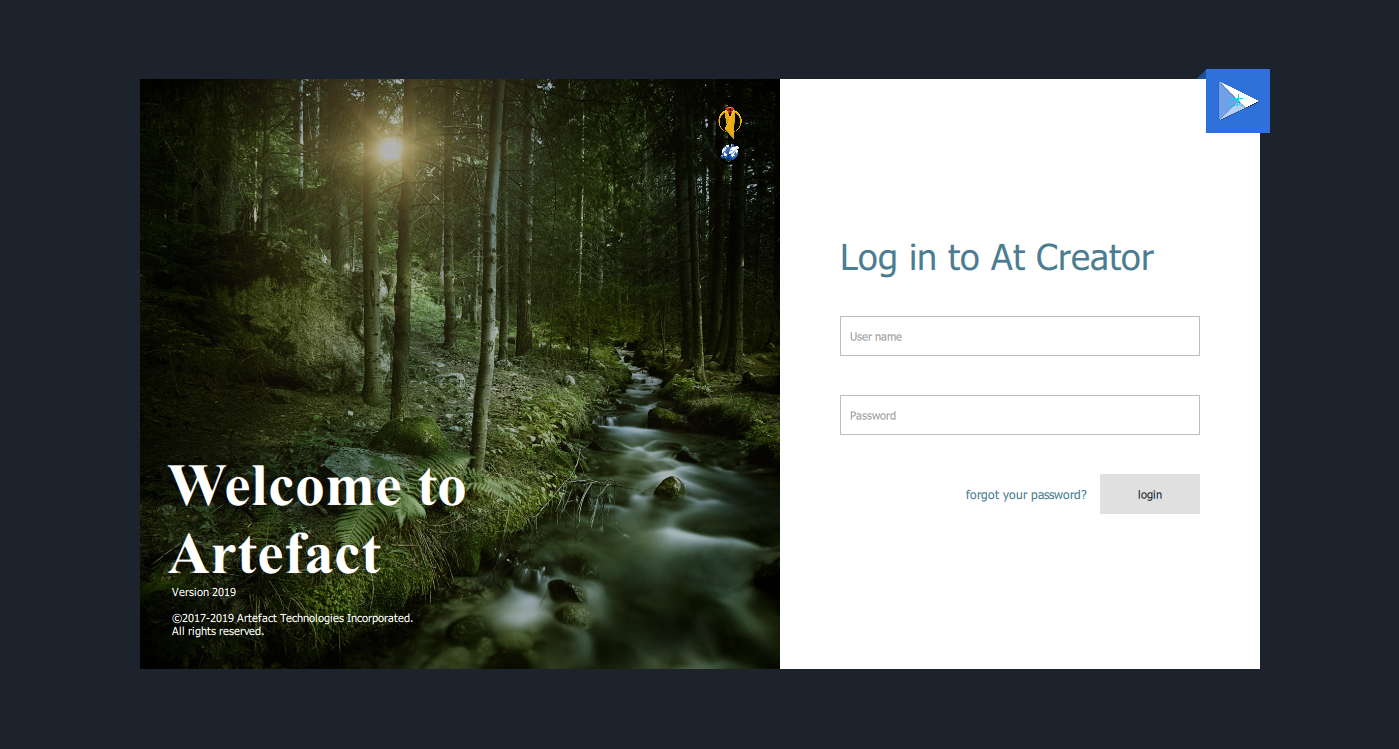 Welcome to
Artefact
Version 2019
©2017-2019 Artefact Technologies Incorporated.
All rights reserved.
Log in to At Creator
User name
Password
forgot your password?
login